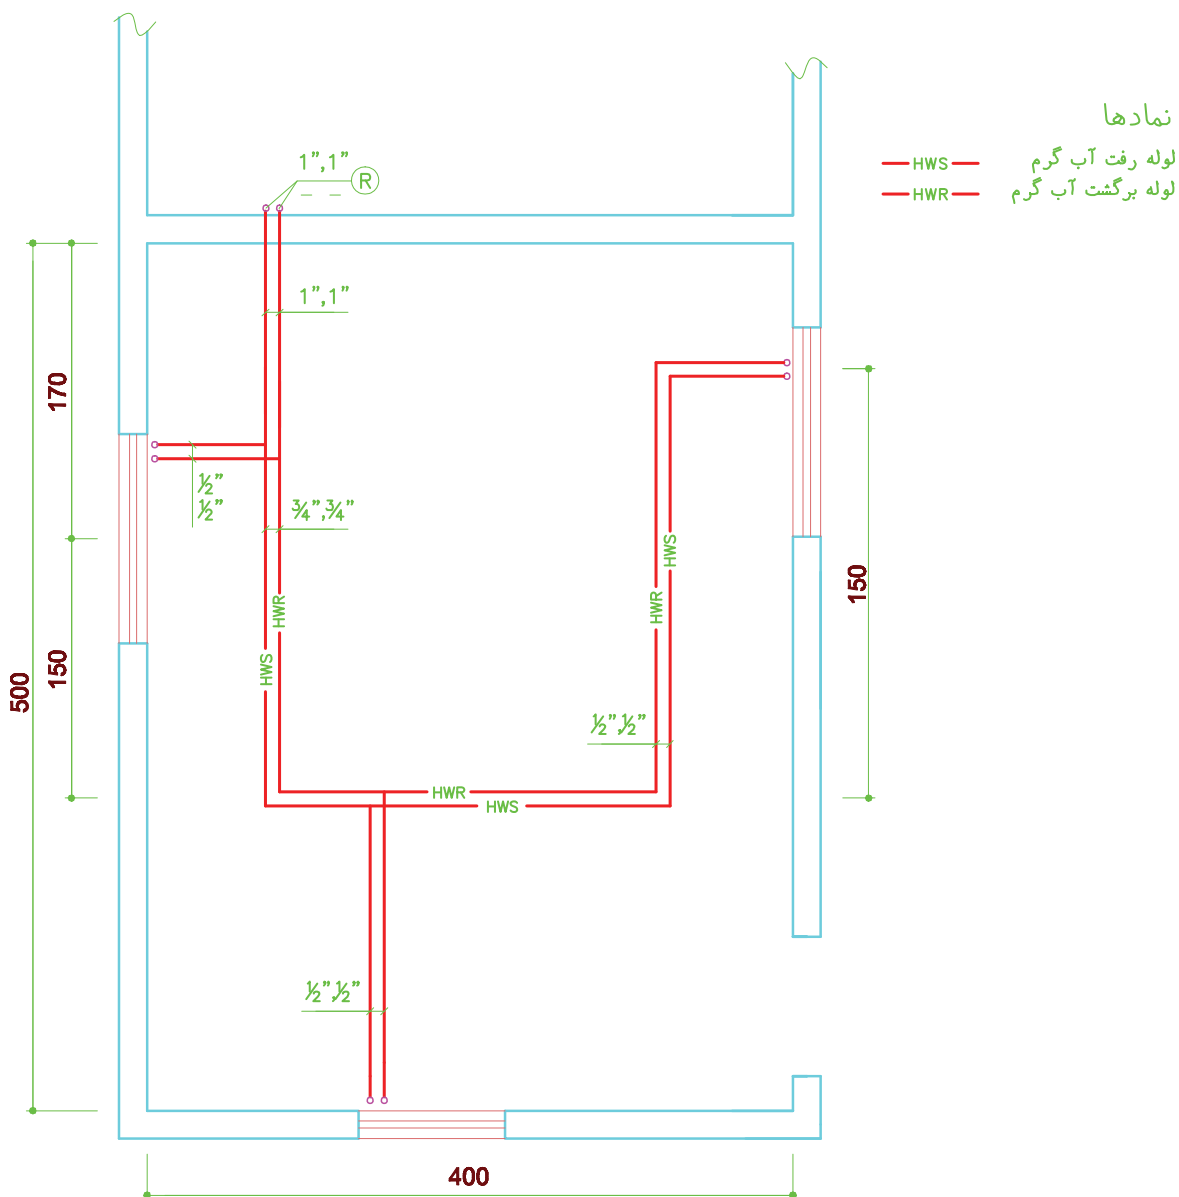 نمادها
HWS لوله رفت آب گرم
HWR لوله برگشت آب گرم
1”,1” R
1”,1”
170
½”
½”
¾”,¾”
HWS
HWR
HWR
HWS
150
150
500
½”,½”
HWR
HWS
½”,½”
400